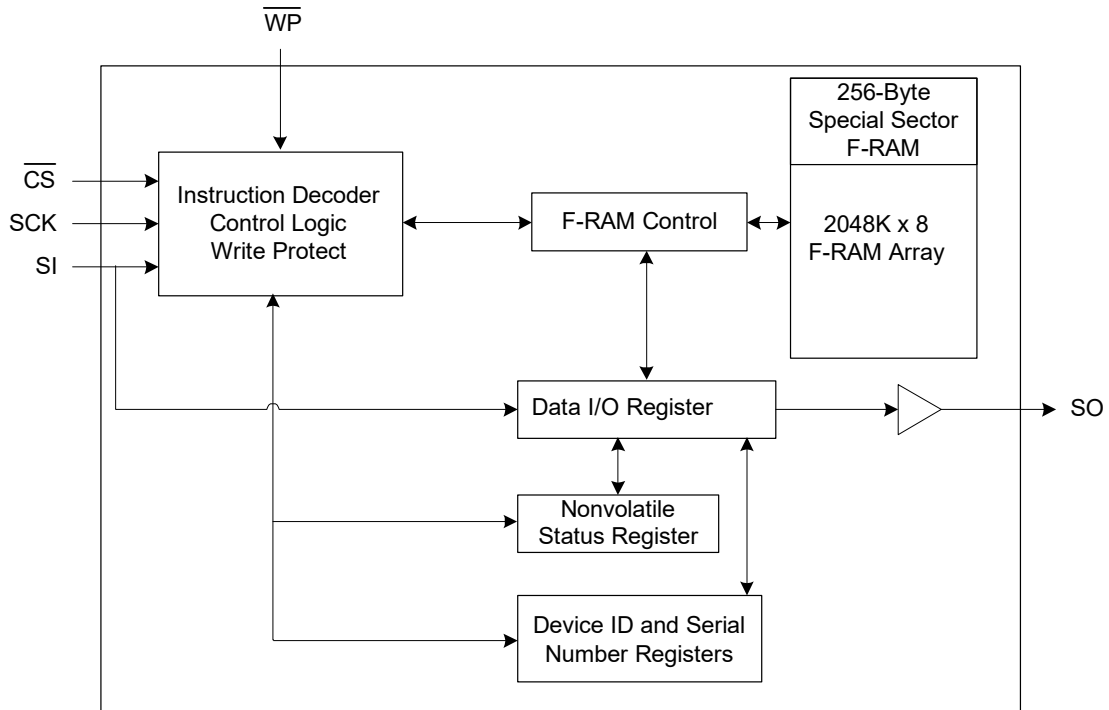 WP
256-Byte
Special Sector
F-RAM
CS
SCK
SI
Instruction Decoder
Control Logic
Write Protect
F-RAM Control
2048K x 8
F-RAM Array
Data I/O Register
SO
Nonvolatile
Status Register
Device ID and Serial
Number Registers